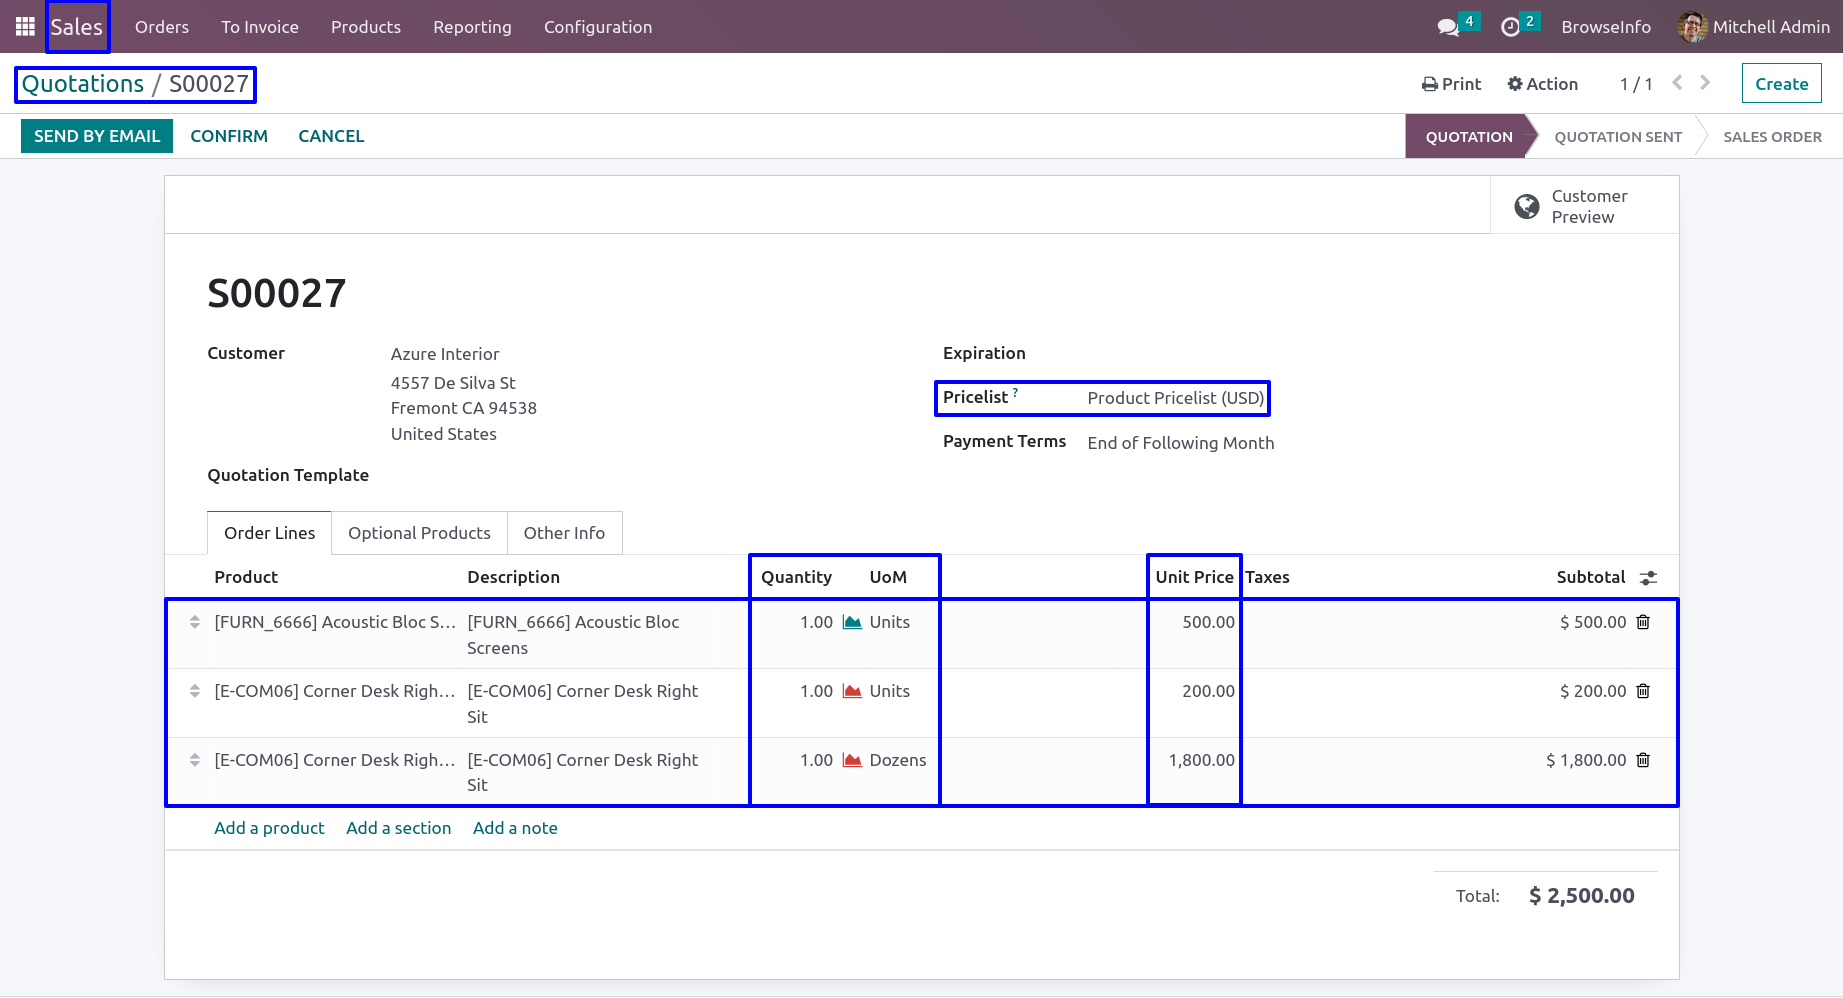 Sales Orders To Invoice Products Reporting Configuration 4 2 BrowseInfo Mitchell Admin
Quotations / S00027 Print Action 1 / 1 Create
SEND BY EMAIL CONFIRM CANCEL QUOTATION QUOTATION SENT SALES ORDER
Customer
Preview
S00027
Customer Azure Interior Expiration
4557 De Silva St
Pricelist ? Product Pricelist (USD)
Fremont CA 94538
United States
Payment Terms End of Following Month
Quotation Template
Order Lines Optional Products Other Info
Product Description Quantity UoM Unit Price Taxes Subtotal
[FURN_6666] Acoustic Bloc S... [FURN_6666] Acoustic Bloc 1.00 Units 500.00 $ 500.00
Screens
[E-COM06] Corner Desk Righ... [E-COM06] Corner Desk Right 1.00 Units 200.00 $ 200.00
Sit
[E-COM06] Corner Desk Righ... [E-COM06] Corner Desk Right 1.00 Dozens 1,800.00 $ 1,800.00
Sit
Add a product Add a section Add a note
Total: $ 2,500.00